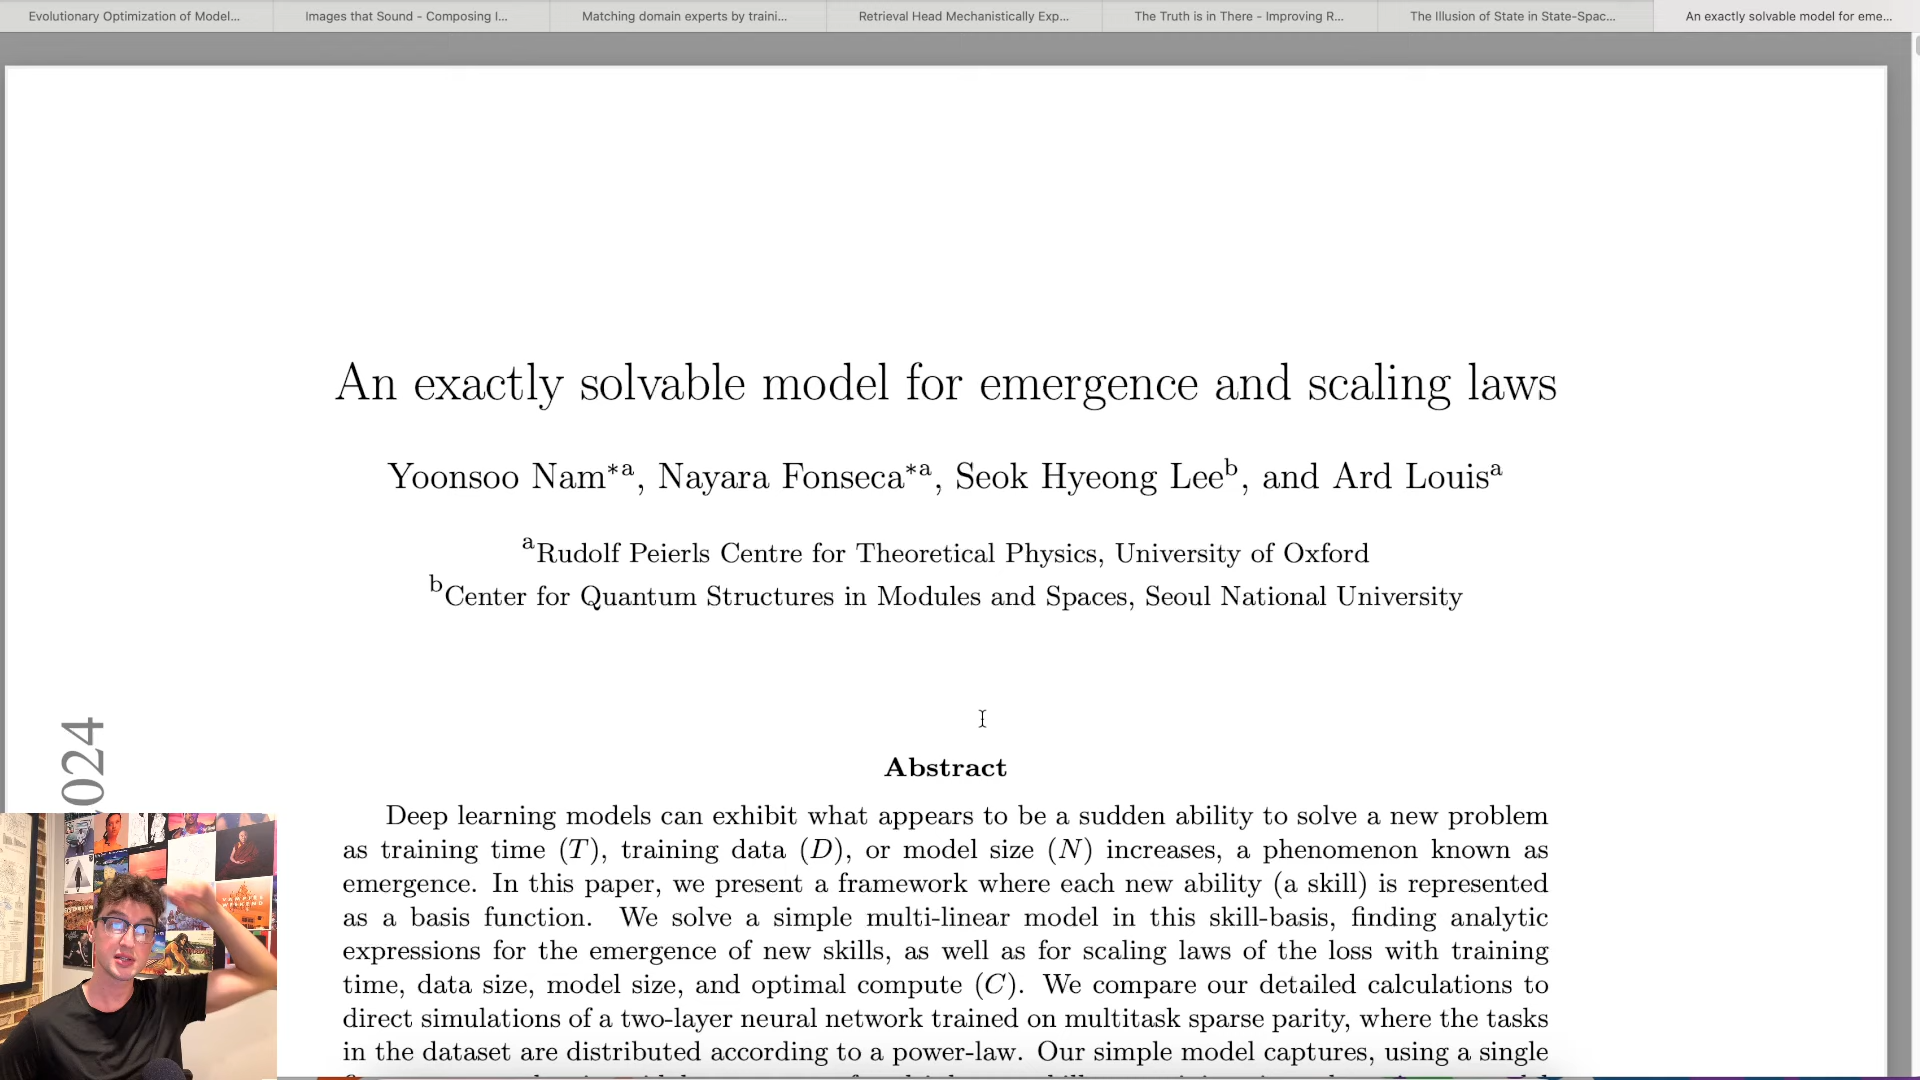 Evolutionary Optimization of Model...
Images that Sound - Composing I...
Matching domain experts by traini...
Retrieval Head Mechanistically Exp...
The Truth is in There - Improving R...
The Illusion of State in State-Spac...
An exactly solvable model for eme...
An exactly solvable model for emergence and scaling laws
Yoonsoo Nam*a, Nayara Fonseca*a, Seok Hyeong Leeb, and Ard Louisa
aRudolf Peierls Centre for Theoretical Physics, University of Oxford
bCenter for Quantum Structures in Modules and Spaces, Seoul National University
024
Abstract
Deep learning models can exhibit what appears to be a sudden ability to solve a new problem
as training time (T), training data (D), or model size (N) increases, a phenomenon known as
emergence. In this paper, we present a framework where each new ability (a skill) is represented
as a basis function. We solve a simple multi-linear model in this skill-basis, finding analytic
expressions for the emergence of new skills, as well as for scaling laws of the loss with training
time, data size, model size, and optimal compute (C). We compare our detailed calculations to
direct simulations of a two-layer neural network trained on multitask sparse parity, where the tasks
in the dataset are distributed according to a power-law. Our simple model captures, using a single
VAMPIRE
WEEKEND